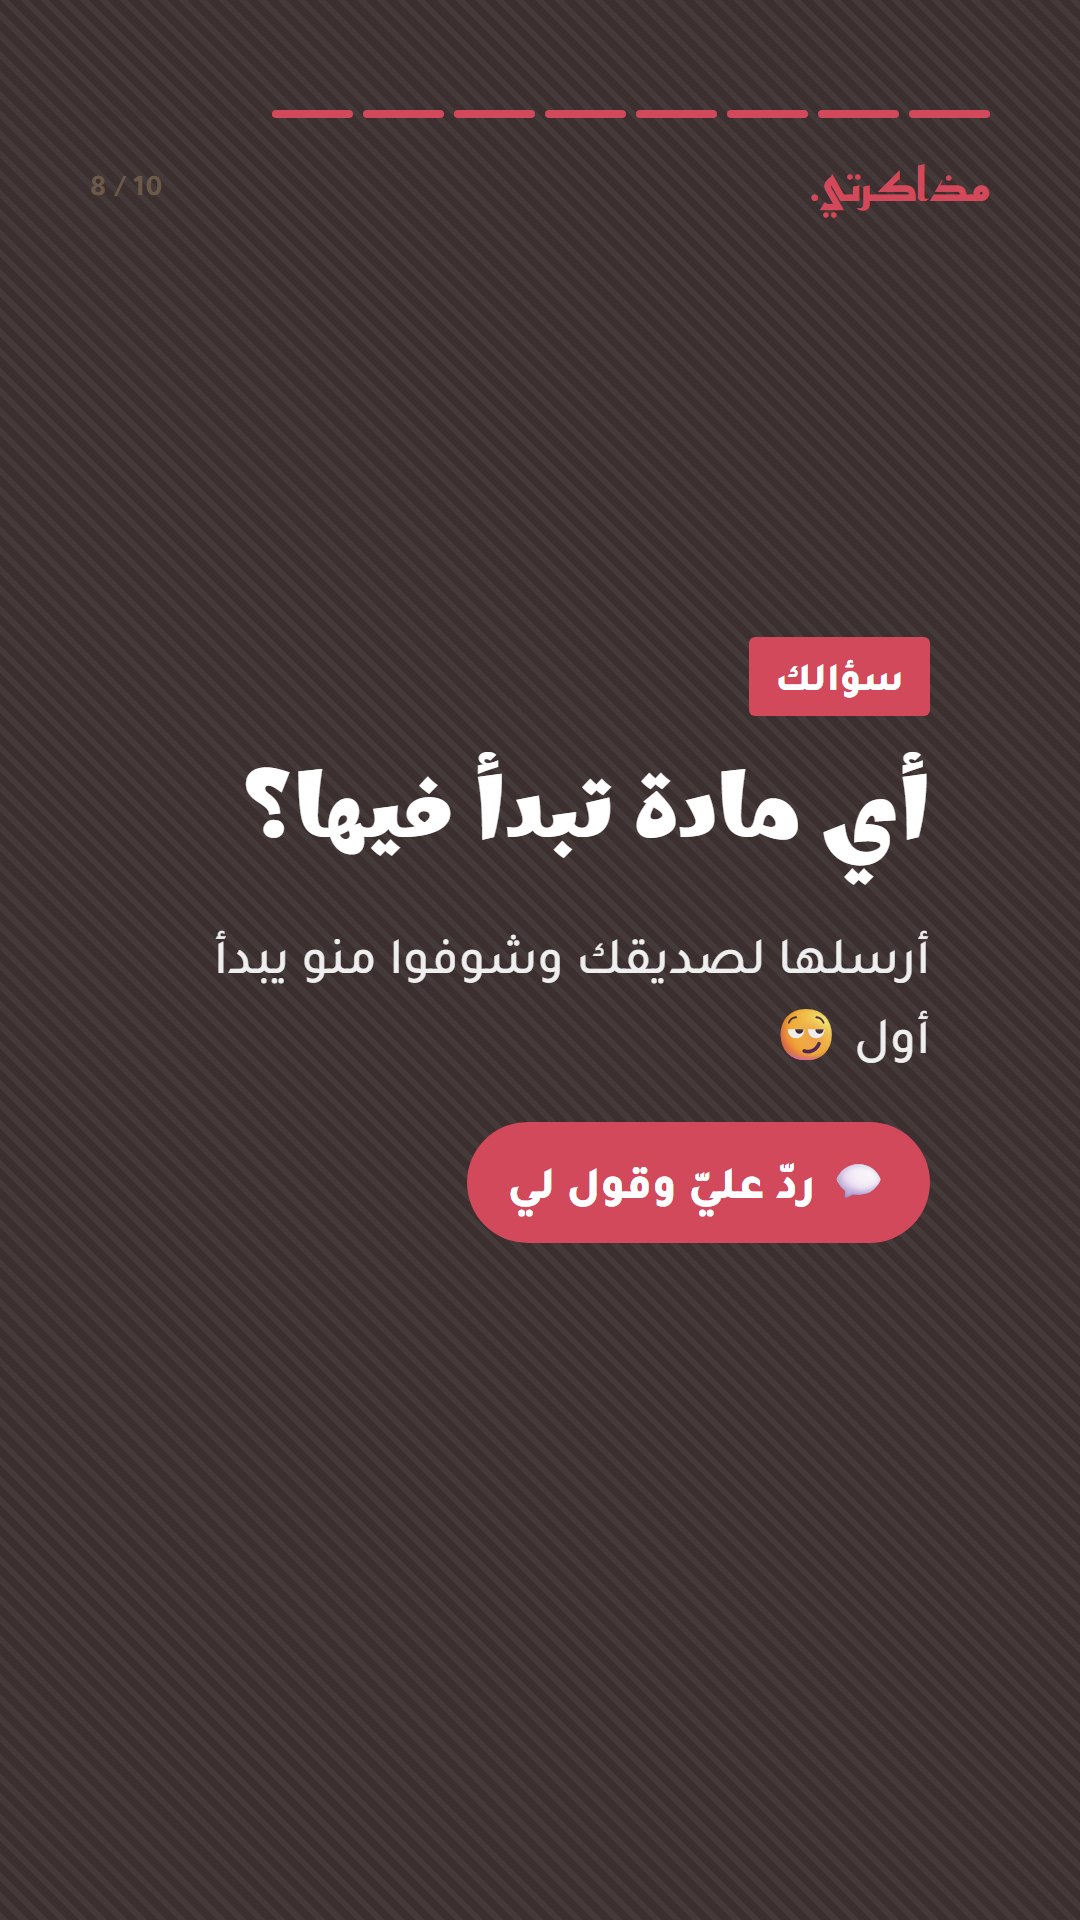 مذاكرتي.
8 / 10
سؤالك
أي مادة تبدأ فيها؟
أرسلها لصديقك وشوفوا منو يبدأ
أول 😏
💬 ردّ عليّ وقول لي